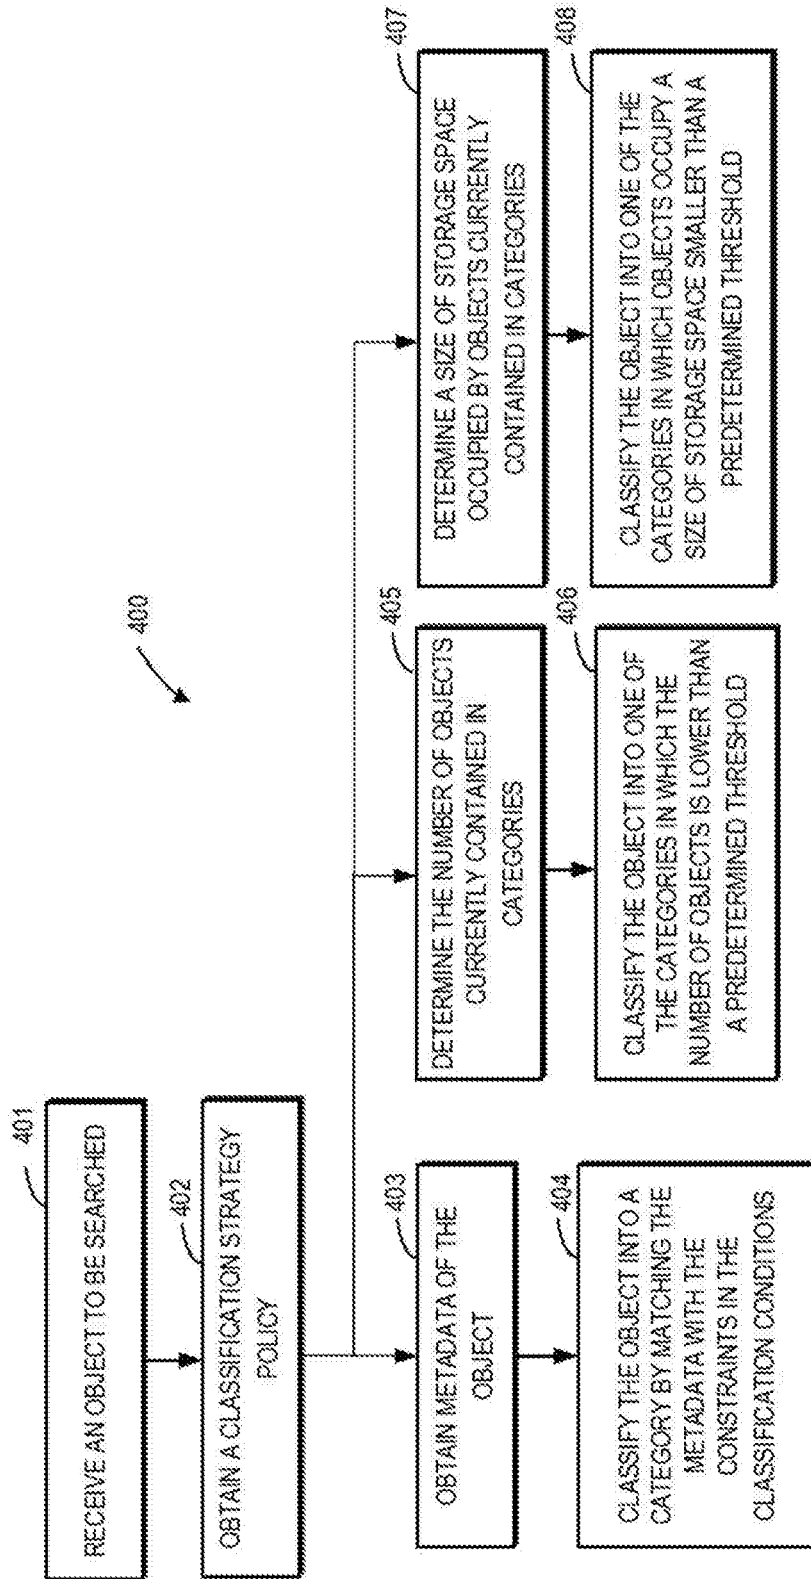 400
401
RECEIVE AN OBJECT TO BE SEARCHED
402
OBTAIN A CLASSIFICATION STRATEGY
POLICY
403
OBTAIN METADATA OF THE
OBJECT
404
CLASSIFY THE OBJECT INTO A
CATEGORY BY MATCHING THE
METADATA WITH THE
CONSTRAINTS IN THE
CLASSIFICATION CONDITIONS
405
DETERMINE THE NUMBER OF OBJECTS
CURRENTLY CONTAINED IN
CATEGORIES
406
CLASSIFY THE OBJECT INTO ONE OF
THE CATEGORIES IN WHICH THE
NUMBER OF OBJECTS IS LOWER THAN
A PREDETERMINED THRESHOLD
407
DETERMINE A SIZE OF STORAGE SPACE
OCCUPIED BY OBJECTS CURRENTLY
CONTAINED IN CATEGORIES
408
CLASSIFY THE OBJECT INTO ONE OF THE
CATEGORIES IN WHICH OBJECTS OCCUPY A
SIZE OF STORAGE SPACE SMALLER THAN A
PREDETERMINED THRESHOLD